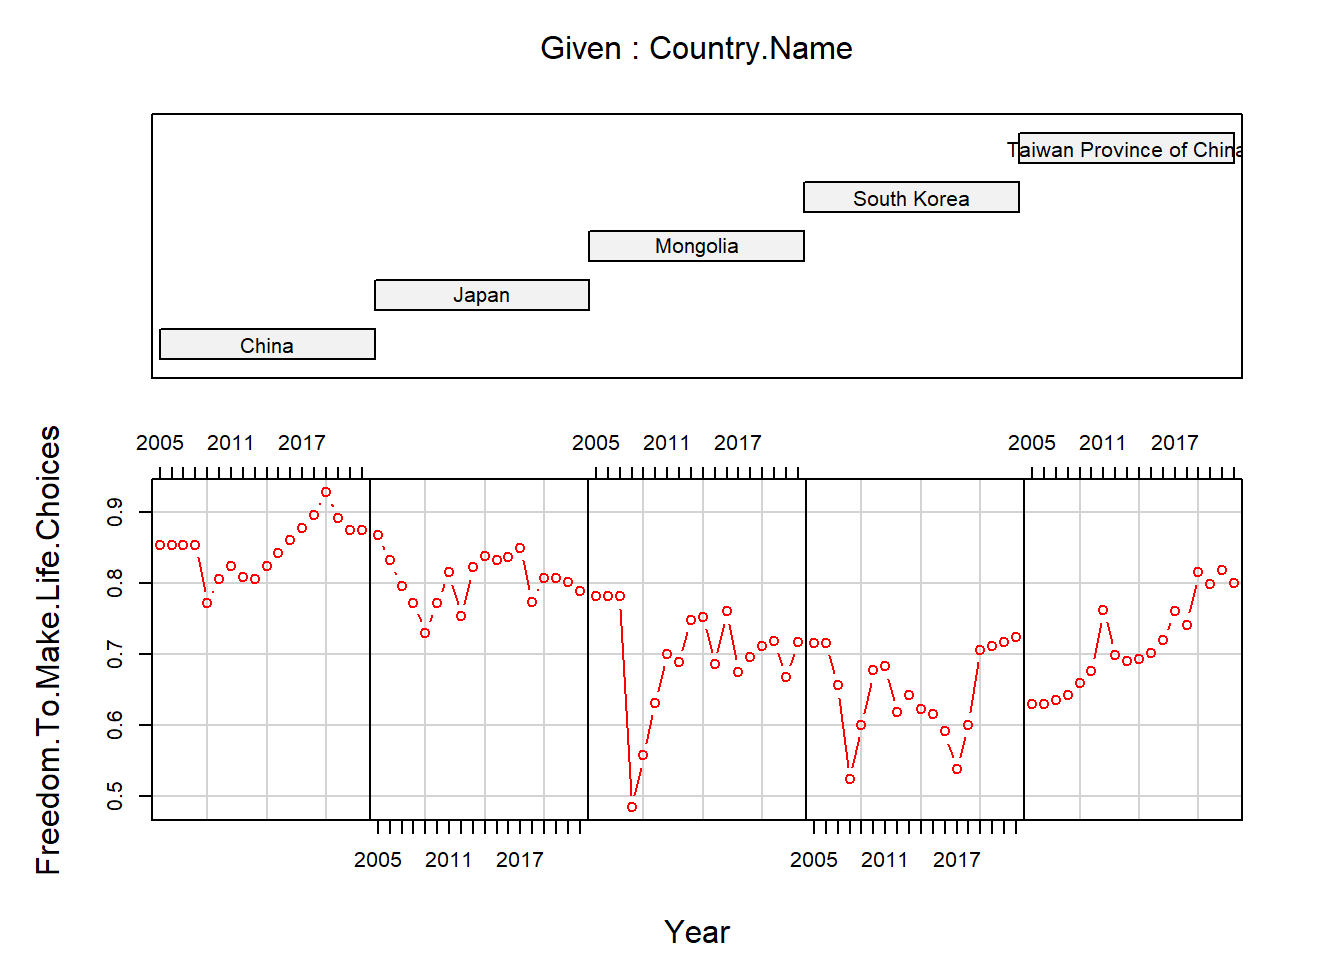 Given : Country.Name
Taiwan Province of China
South Korea
Mongolia
Japan
China
2005 2011 2017 2005 2011 2017 2005 2011 2017
Freedom.To.Make.Life.Choices
0.9
0.8
0.7
0.6
0.5
2005 2011 2017 2005 2011 2017
Year